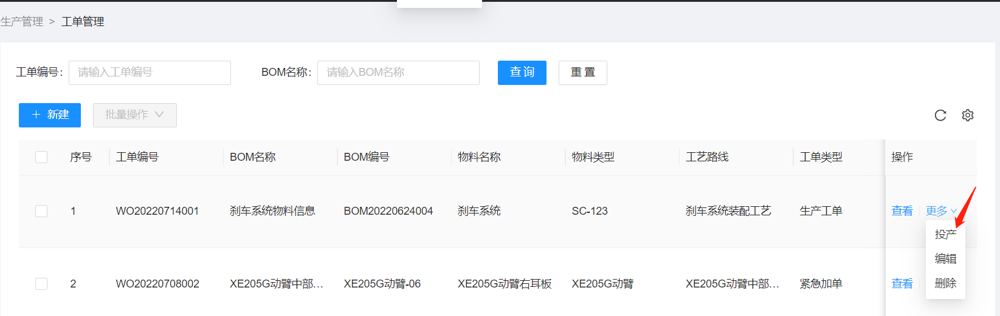 生产管理 > 工单管理
工单编号: 请输入工单编号 BOM名称: 请输入BOM名称 查 询 重 置
新建 批量操作
序号 工单编号 BOM名称 BOM编号 物料名称 物料类型 工艺路线 工单类型 操作
1 WO20220714001 刹车系统物料信息 BOM20220624004 刹车系统 SC-123 刹车系统装配工艺 生产工单 查看 更多
投产
编辑
2 WO20220708002 XE205G动臂中部... XE205G动臂-06 XE205G动臂右耳板 XE205G动臂 XE205G动臂中部... 紧急加单 查看 删除